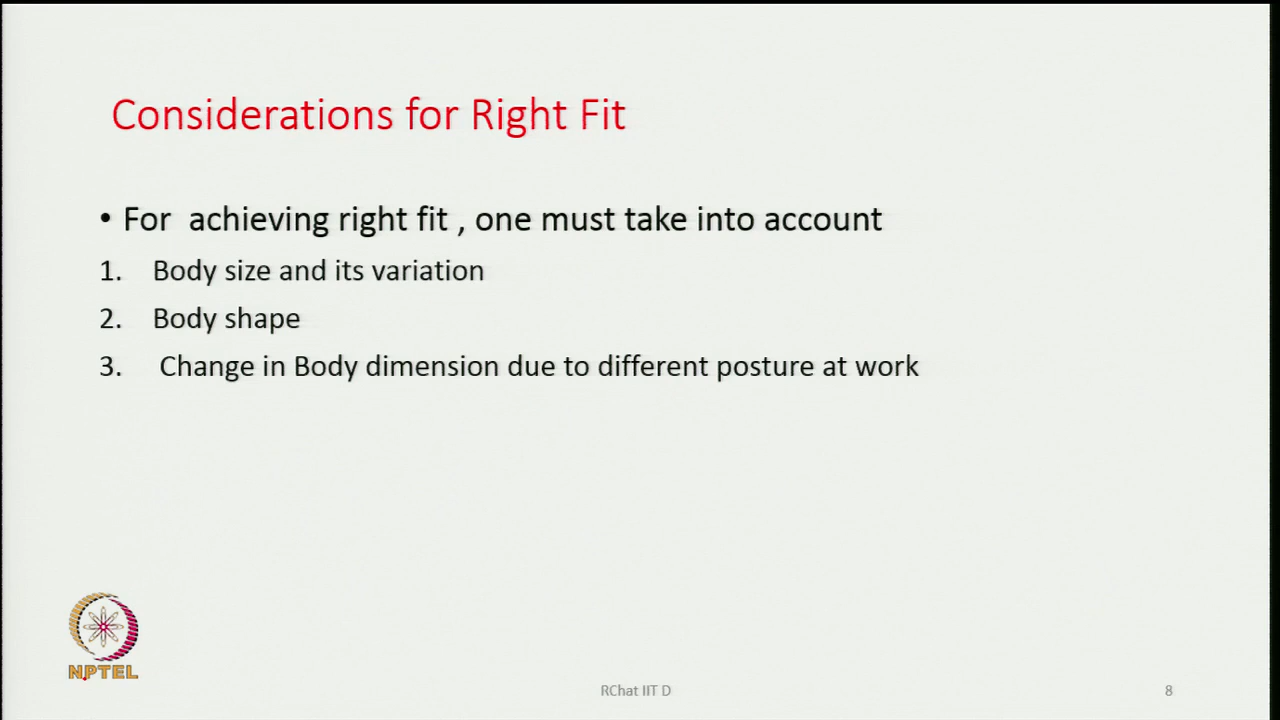 Considerations for Right Fit
• For achieving right fit , one must take into account
1. Body size and its variation
2. Body shape
3. Change in Body dimension due to different posture at work
NPTEL
RChat IIT D
8